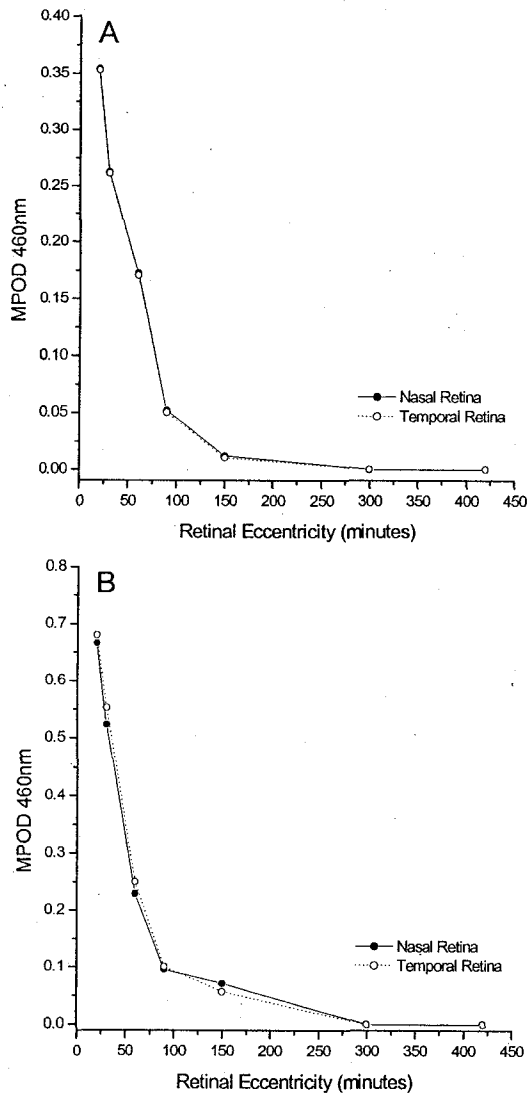 A
0.35
0.30
0.25
0.20
0.15
0.10
0.05
0.00
MPOD 460nm
Nasal Retina
Temporal Retina
0 50 100 150 200 250 300 350 400 450
Retinal Eccentricity (minutes)
B
0.8
0.7
0.6
0.5
0.4
0.3
0.2
0.1
0.0
MPOD 460nm
Nasal Retina
Temporal Retina
0 50 100 150 200 250 300 350 400 450
Retinal Eccentricity (minutes)